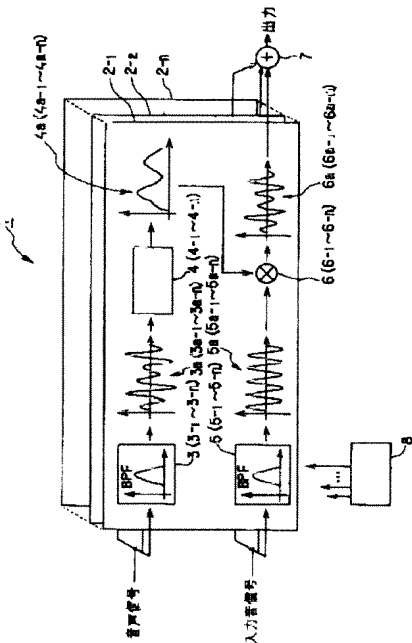 1
4a (4a-1~4a-n)
2-1
2-2
2-n
BPF
3 (3-1~3-n)
3a (3a-1~3a-n)
4 (4-1~4-1)
音声信号
BPF
5 (5-1~5-n)
5a (5a-1~5a-n)
6 (6-1~6-n)
6a (6a-1~6a-n)
7
出力
入力音信号
...
8